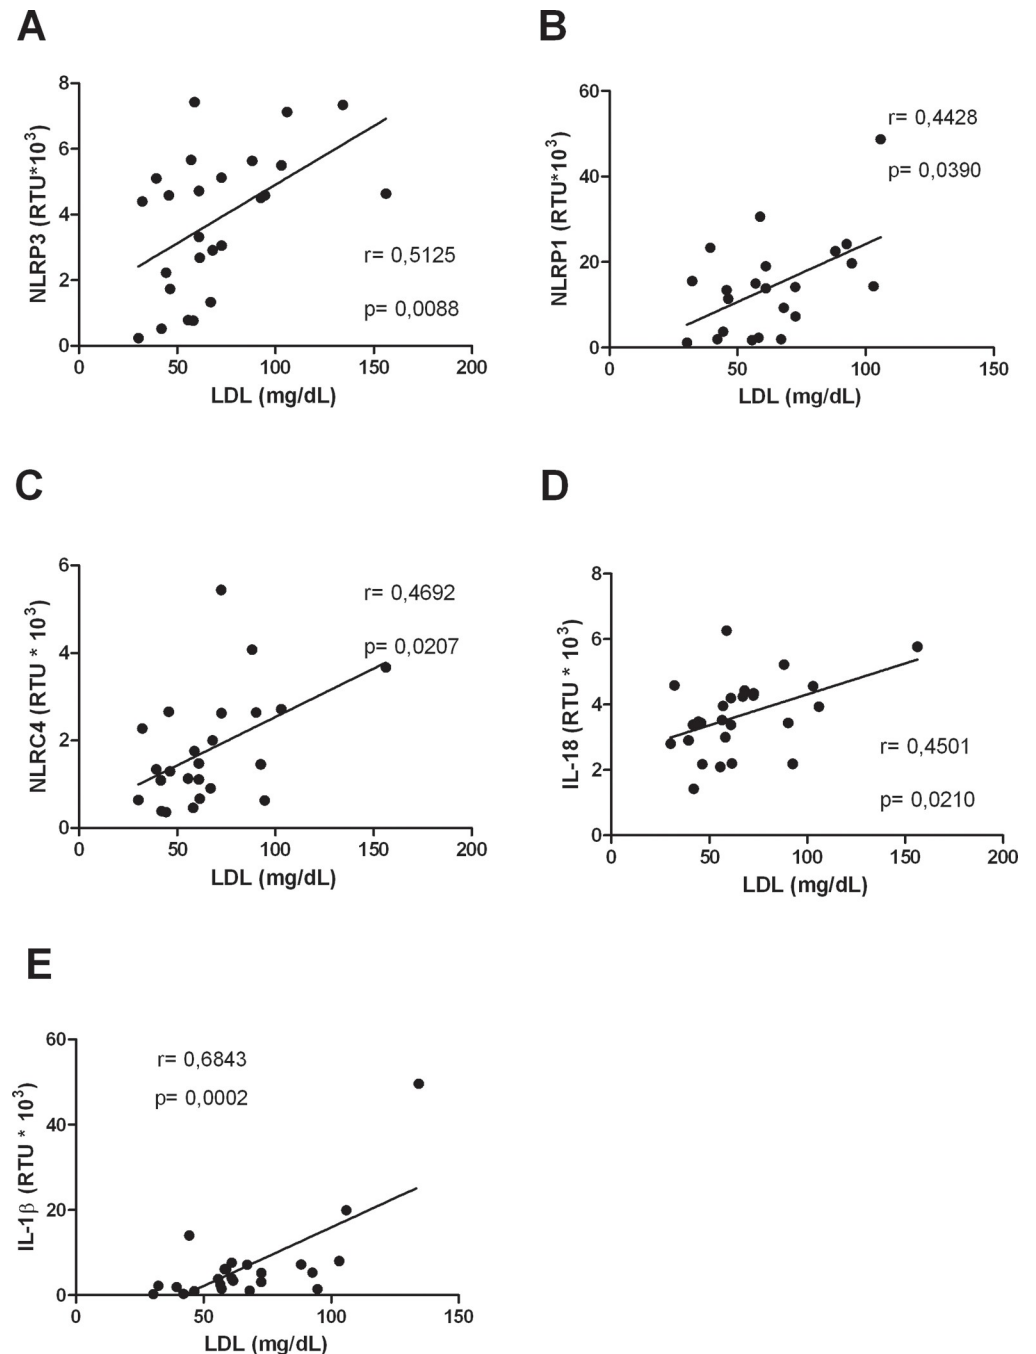 A
NLRP3 (RTU*10³)
8
6
4
2
0
r= 0,5125
p= 0,0088
0 50 100 150 200
LDL (mg/dL)
B
NLRP1 (RTU*10³)
60
40
20
0
r= 0,4428
p= 0,0390
0 50 100 150
LDL (mg/dL)
C
NLRC4 (RTU * 10³)
6
4
2
0
r= 0,4692
p= 0,0207
0 50 100 150 200
LDL (mg/dL)
D
IL-18 (RTU * 10³)
8
6
4
2
0
r= 0,4501
p= 0,0210
0 50 100 150 200
LDL (mg/dL)
E
IL-1β (RTU * 10³)
60
40
20
0
r= 0,6843
p= 0,0002
0 50 100 150
LDL (mg/dL)